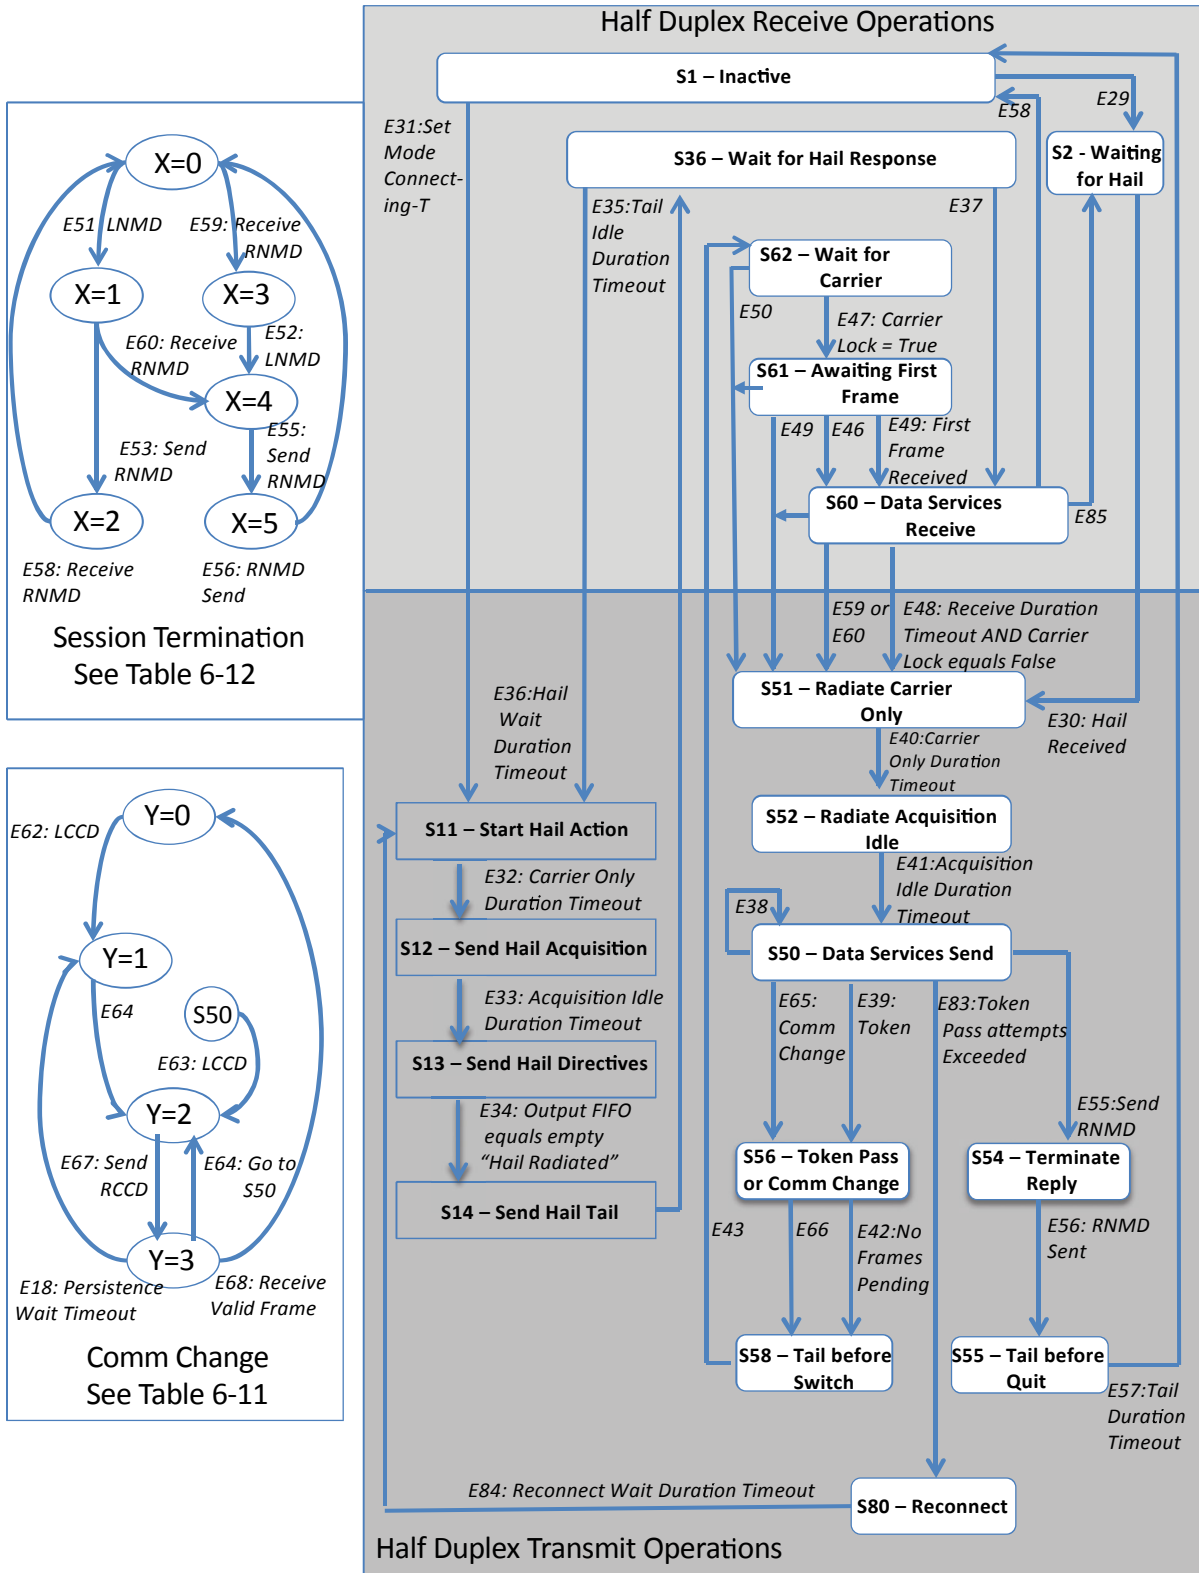 Half Duplex Receive Operations
S1 – Inactive
E31:Set
Mode
Connect-
ing-T
E58
E29
S36 – Wait for Hail Response
S2 - Waiting
for Hail
E35:Tail
Idle
Duration
Timeout
E37
S62 – Wait for
Carrier
E50
E47: Carrier
Lock = True
S61 – Awaiting First
Frame
E49
E46
E49: First
Frame
Received
S60 – Data Services
Receive
E85
E59 or
E60
E48: Receive Duration
Timeout AND Carrier
Lock equals False
S51 – Radiate Carrier
Only
E30: Hail
Received
E36:Hail
Wait
Duration
Timeout
E40:Carrier
Only Duration
Timeout
S11 – Start Hail Action
S52 – Radiate Acquisition
Idle
E32: Carrier Only
Duration Timeout
E41:Acquisition
Idle Duration
Timeout
E38
S12 – Send Hail Acquisition
S50 – Data Services Send
E33: Acquisition Idle
Duration Timeout
E65:
Comm
Change
E39:
Token
E83:Token
Pass attempts
Exceeded
S13 – Send Hail Directives
E34: Output FIFO
equals empty
“Hail Radiated”
E55:Send
RNMD
S56 – Token Pass
or Comm Change
S54 – Terminate
Reply
S14 – Send Hail Tail
E43
E66
E42:No
Frames
Pending
E56: RNMD
Sent
S58 – Tail before
Switch
S55 – Tail before
Quit
E57:Tail
Duration
Timeout
E84: Reconnect Wait Duration Timeout
S80 – Reconnect
Half Duplex Transmit Operations
X=0
E51 LNMD
E59: Receive
RNMD
X=1
X=3
E60: Receive
RNMD
E52:
LNMD
X=4
E53: Send
RNMD
E55:
Send
RNMD
X=2
X=5
E58: Receive
RNMD
E56: RNMD
Send
Session Termination
See Table 6-12
Y=0
E62: LCCD
Y=1
E64
S50
E63: LCCD
Y=2
E67: Send
RCCD
E64: Go to
S50
Y=3
E18: Persistence
Wait Timeout
E68: Receive
Valid Frame
Comm Change
See Table 6-11